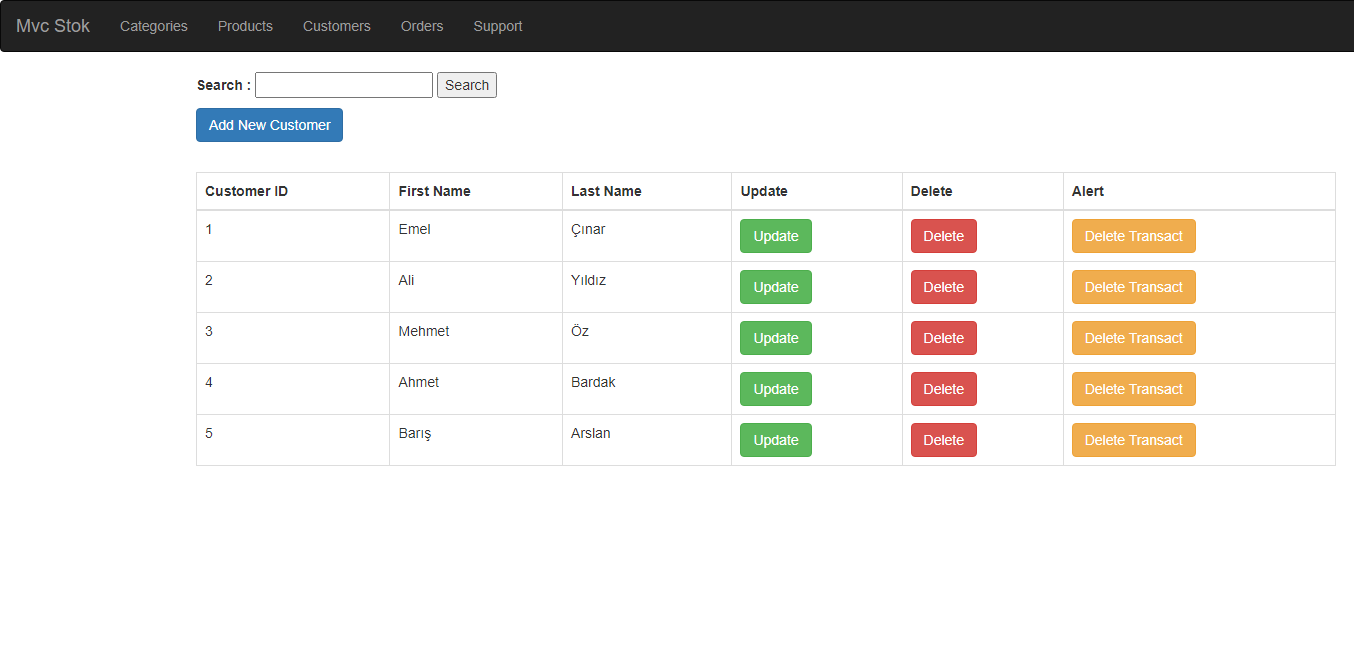 Mvc Stok Categories Products Customers Orders Support
Search : Search
Add New Customer
Customer ID First Name Last Name Update Delete Alert
1 Emel Çınar Update Delete Delete Transact
2 Ali Yıldız Update Delete Delete Transact
3 Mehmet Öz Update Delete Delete Transact
4 Ahmet Bardak Update Delete Delete Transact
5 Barış Arslan Update Delete Delete Transact